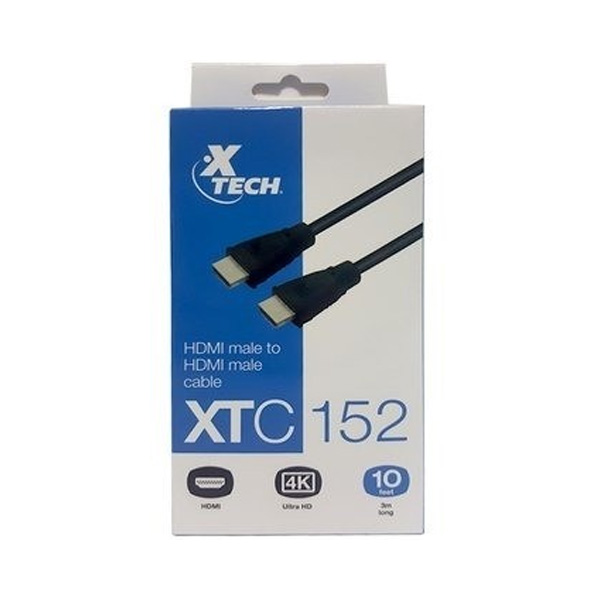 X
TECH
HDMI male to
HDMI male
cable
XTC 152
HDMI
4K
Ultra HD
10
feet
3m
long